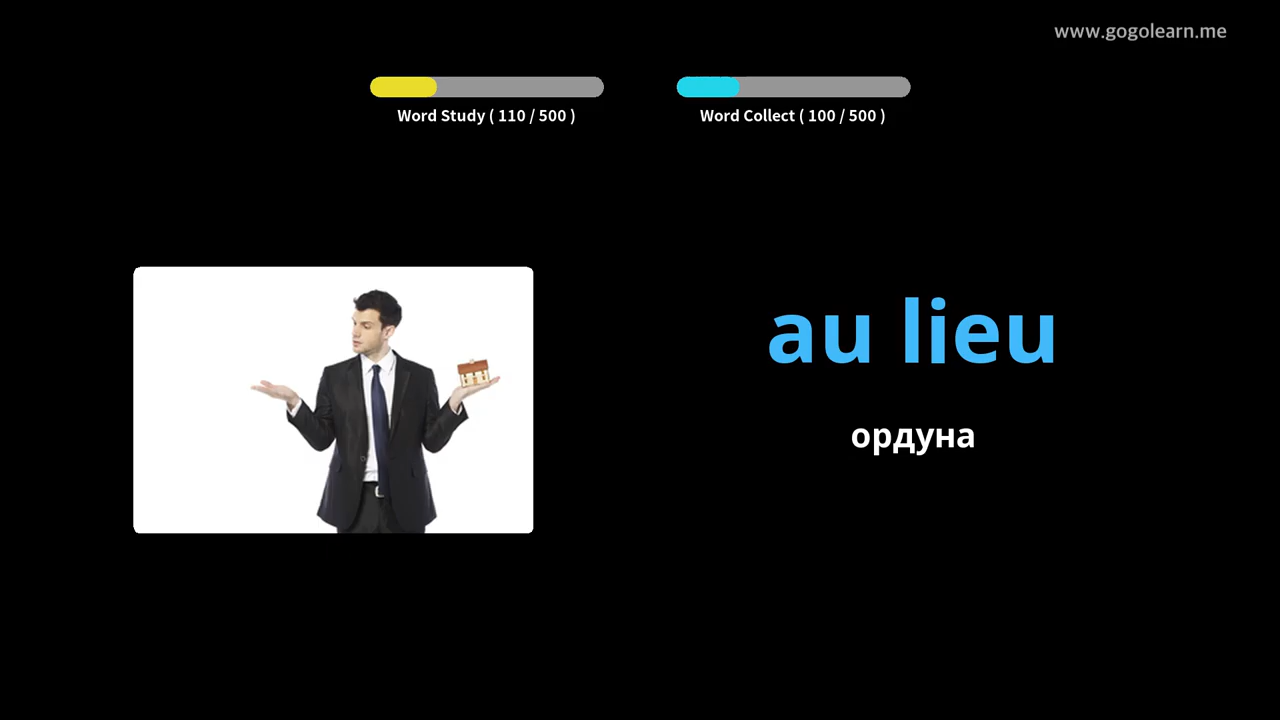 www.gogolearn.me
Word Study ( 110 / 500 )
Word Collect ( 100 / 500 )
au lieu
ордуна